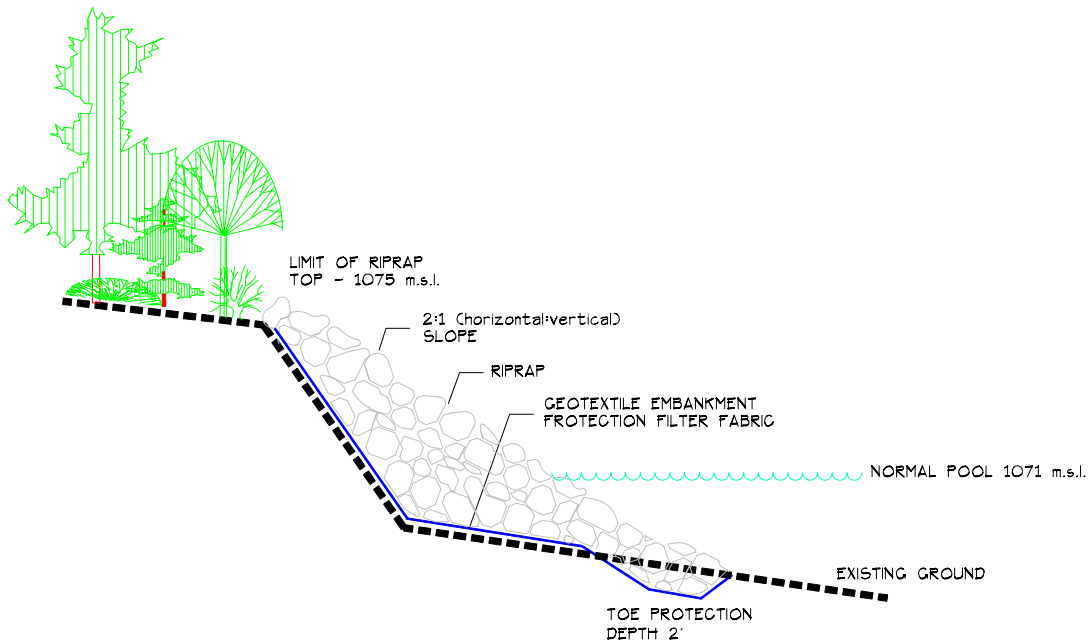 LIMIT OF RIPRAP
TOP - 1075 m.s.l.
2:1 (horizontal:vertical)
SLOPE
RIPRAP
GEOTEXTILE EMBANKMENT
FROTECTION FILTER FABRIC
NORMAL POOL 1071 m.s.l.
EXISTING GROUND
TOE PROTECTION
DEPTH 2'